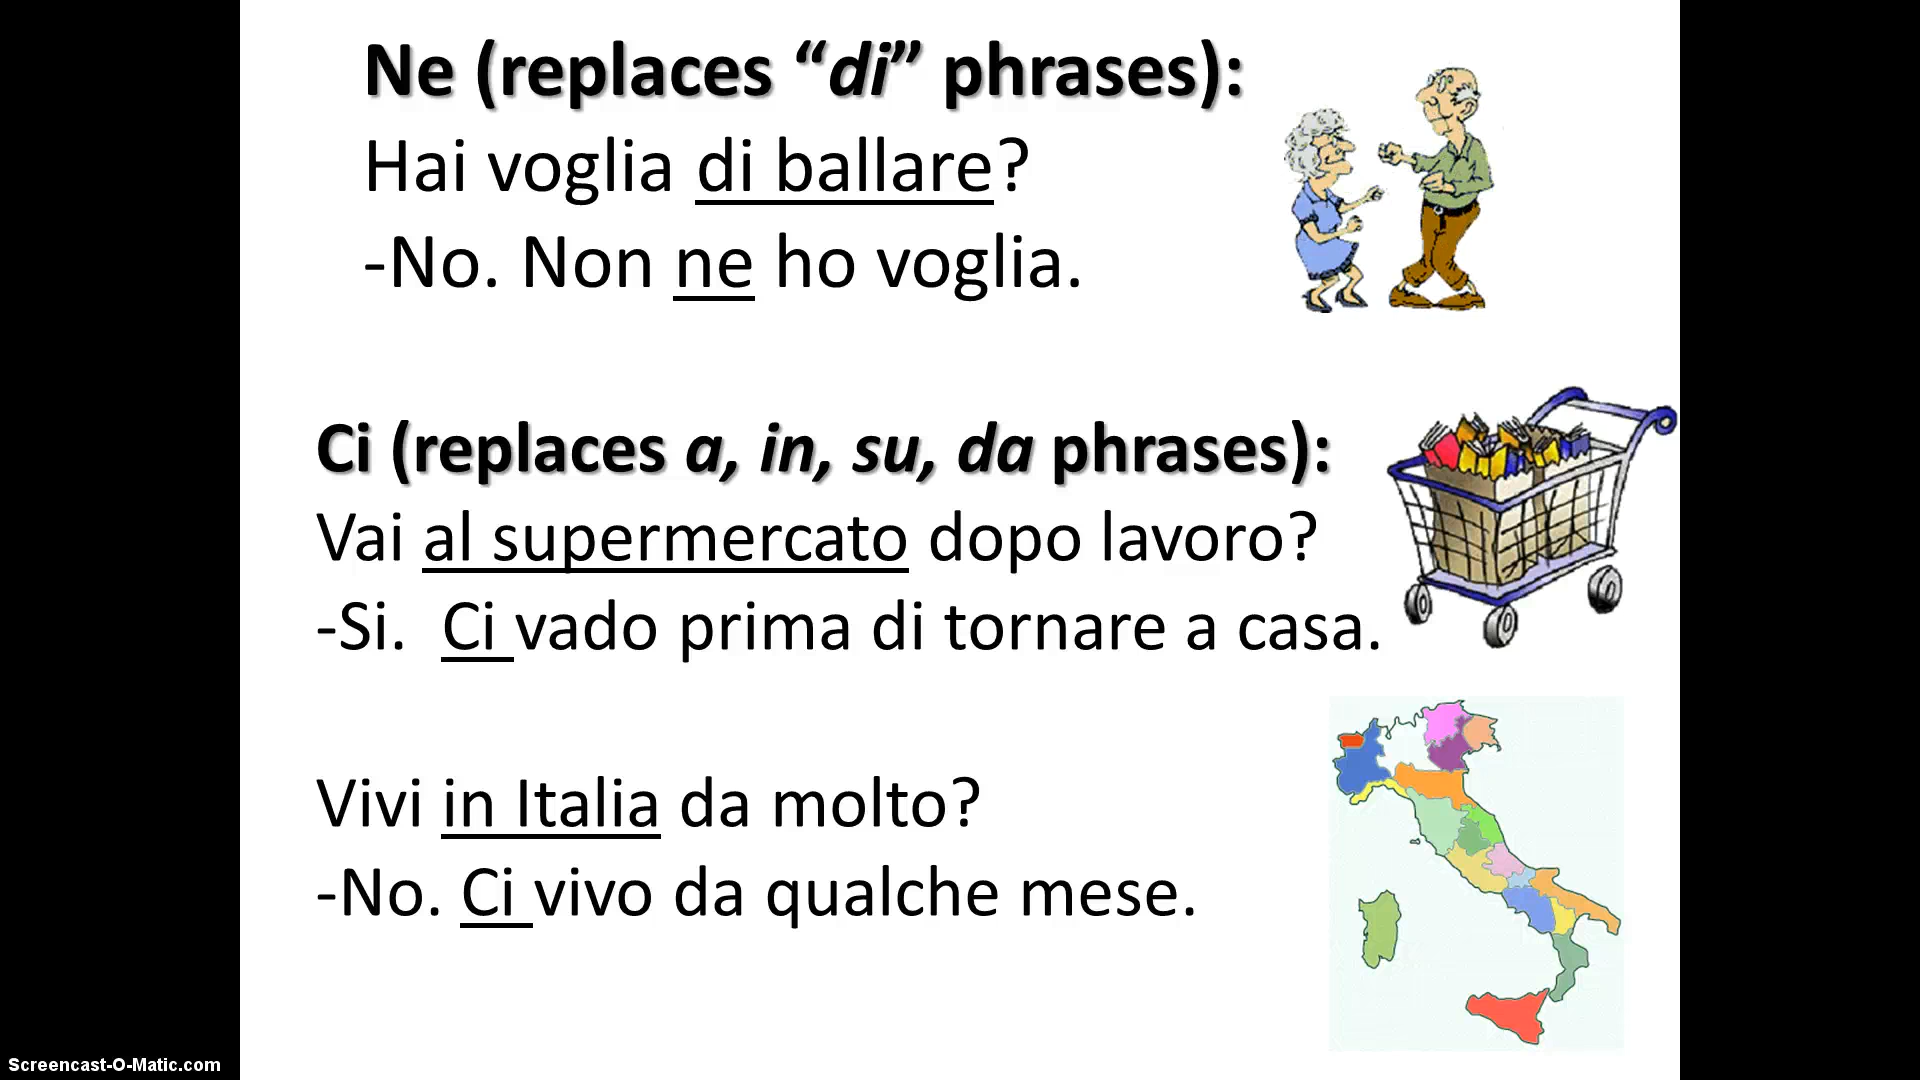 Ne (replaces “di” phrases):
Hai voglia di ballare?
-No. Non ne ho voglia.
Ci (replaces a, in, su, da phrases):
Vai al supermercato dopo lavoro?
-Si. Ci vado prima di tornare a casa.
Vivi in Italia da molto?
-No. Ci vivo da qualche mese.
Screencast-O-Matic.com